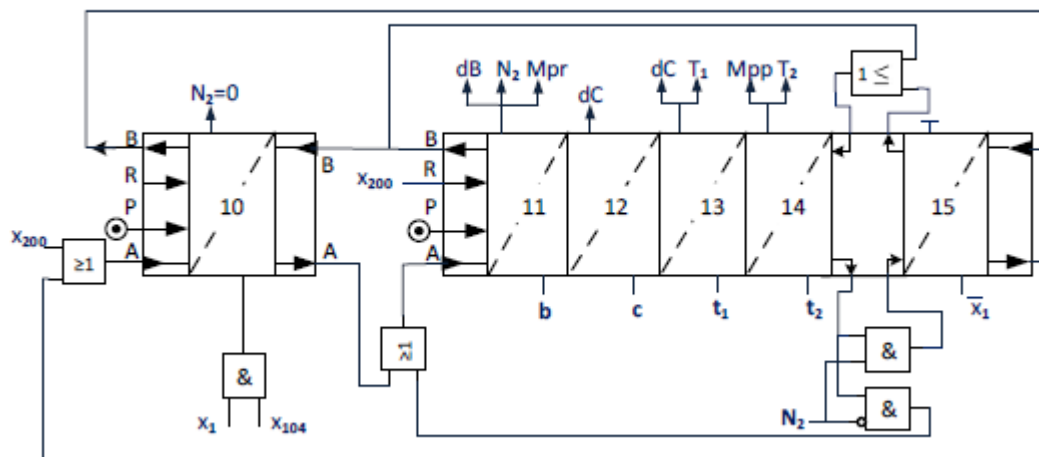 dB N₂ Mpr dC T₁ Mpp T₂ 1 ≤
N₂=0 dC
B B B
R x₂₀₀ R
10 11 12 13 14 15
P P
x₂₀₀ ≥1 A A A
b c t₁ t₂ x̅₁
≥1 &
&
x₁ x₁₀₄ N₂ &